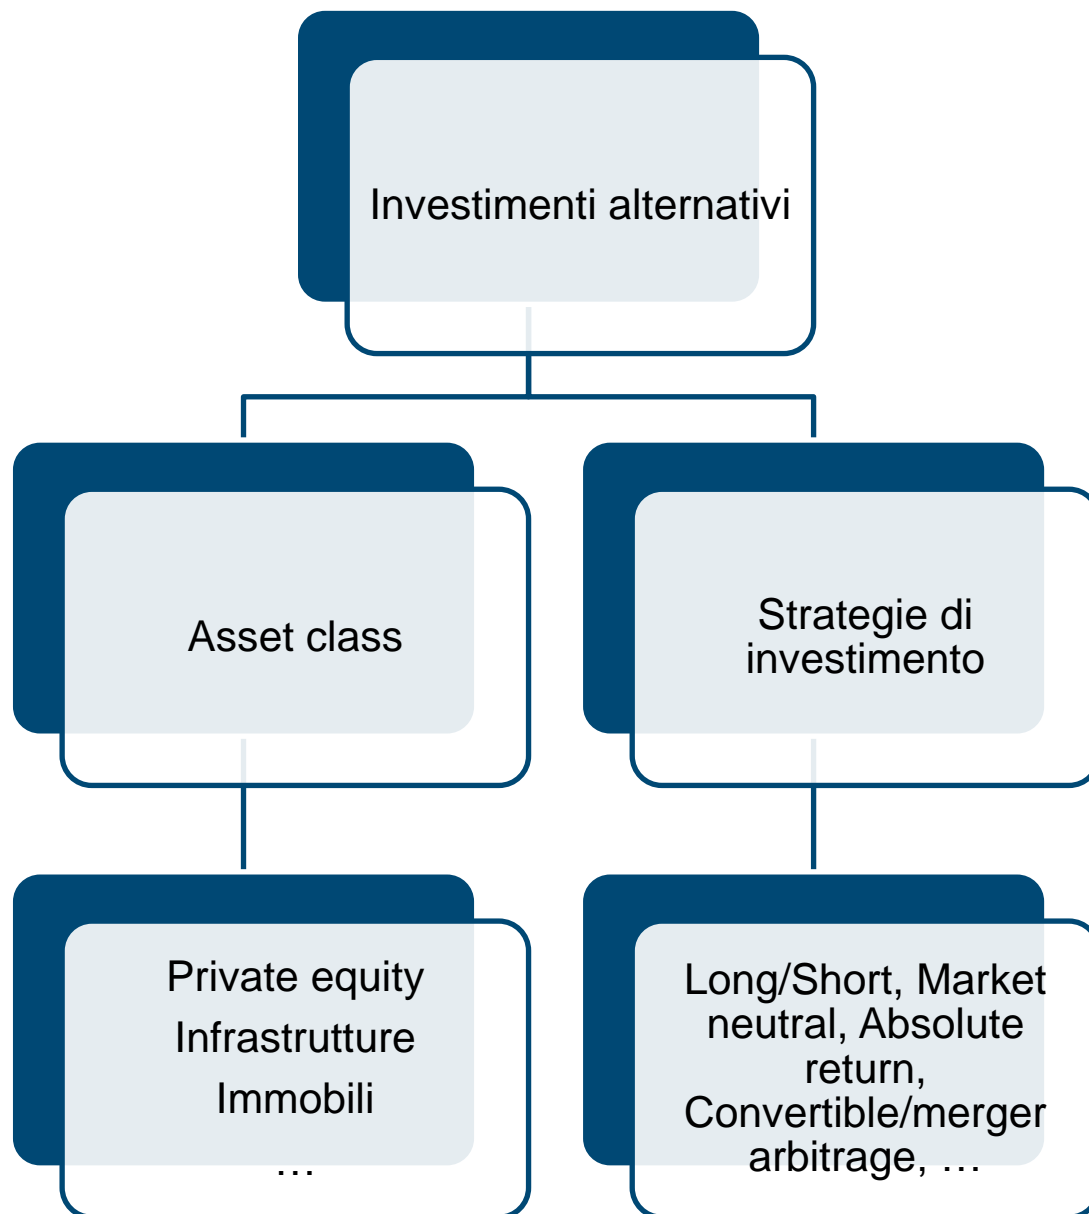 Investimenti alternativi
Asset class
Strategie di
investimento
Private equity
Infrastrutture
Immobili
…
Long/Short, Market
neutral, Absolute
return,
Convertible/merger
arbitrage, …